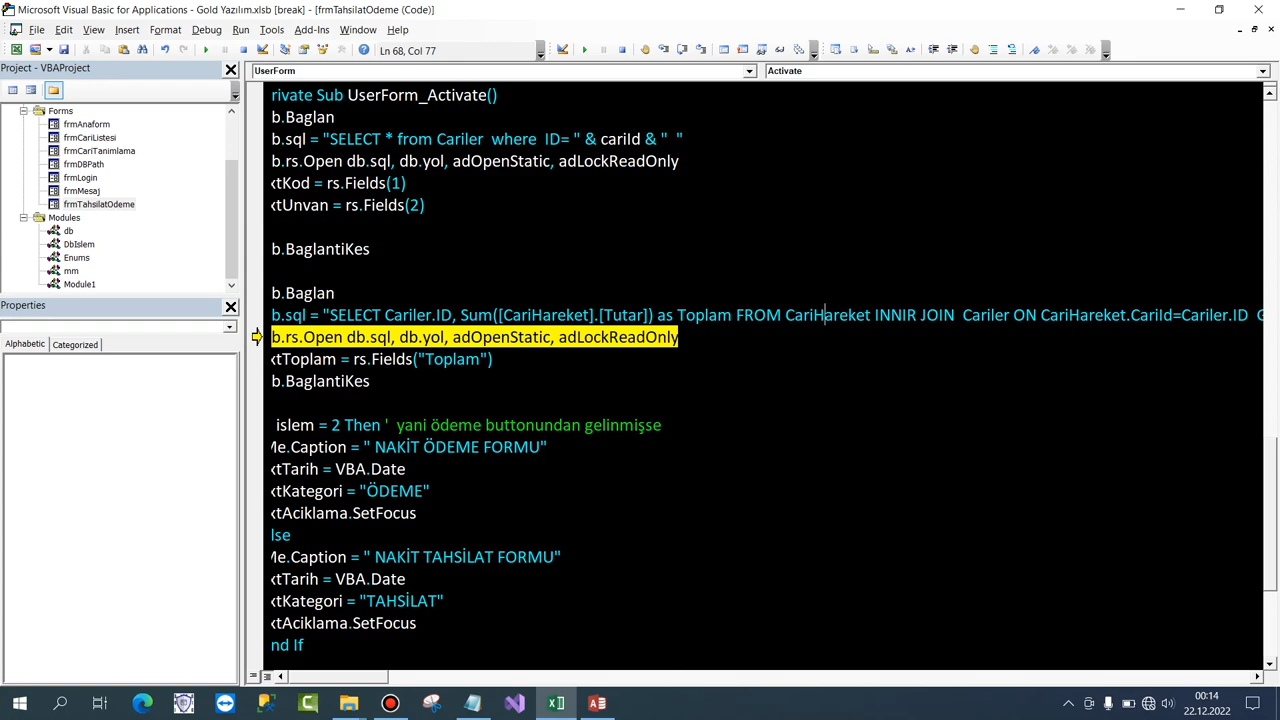 Microsoft Visual Basic for Applications - Gold Yazılım.xlsb [break] - [frmTahsilatOdeme (Code)]
File Edit View Insert Format Debug Run Tools Add-Ins Window Help
Ln 68, Col 77
Project - VBAProject
UserForm
Activate
Forms
frmAnaform
frmCariListesi
frmCariTanimlama
frmDBPath
frmLogin
frmMesaj
frmTahsilatOdeme
Modules
db
DbIslem
Enums
mm
Module1
Properties
Alphabetic Categorized
rivate Sub UserForm_Activate()
b.Baglan
b.sql = "SELECT * from Cariler  where  ID= " & cariId & "  "
b.rs.Open db.sql, db.yol, adOpenStatic, adLockReadOnly
xtKod = rs.Fields(1)
xtUnvan = rs.Fields(2)
b.BaglantiKes
b.Baglan
b.sql = "SELECT Cariler.ID, Sum([CariHareket].[Tutar]) as Toplam FROM CariHareket INNIR JOIN  Cariler ON CariHareket.CariId=Cariler.ID  G
b.rs.Open db.sql, db.yol, adOpenStatic, adLockReadOnly
xtToplam = rs.Fields("Toplam")
b.BaglantiKes
islem = 2 Then '  yani ödeme buttonundan gelinmişse
Me.Caption = " NAKİT ÖDEME FORMU"
xtTarih = VBA.Date
xtKategori = "ÖDEME"
xtAciklama.SetFocus
lse
Me.Caption = " NAKİT TAHSİLAT FORMU"
xtTarih = VBA.Date
xtKategori = "TAHSİLAT"
xtAciklama.SetFocus
nd If
00:14
22.12.2022